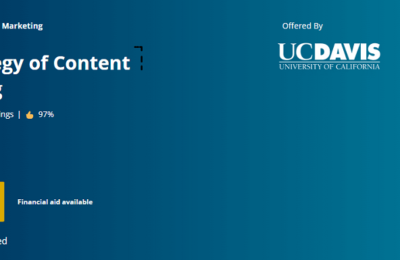 Marketing
Offered By
egy of Content
UCDAVIS
UNIVERSITY OF CALIFORNIA
g
ngs | 👍 97%
Financial aid available
ed